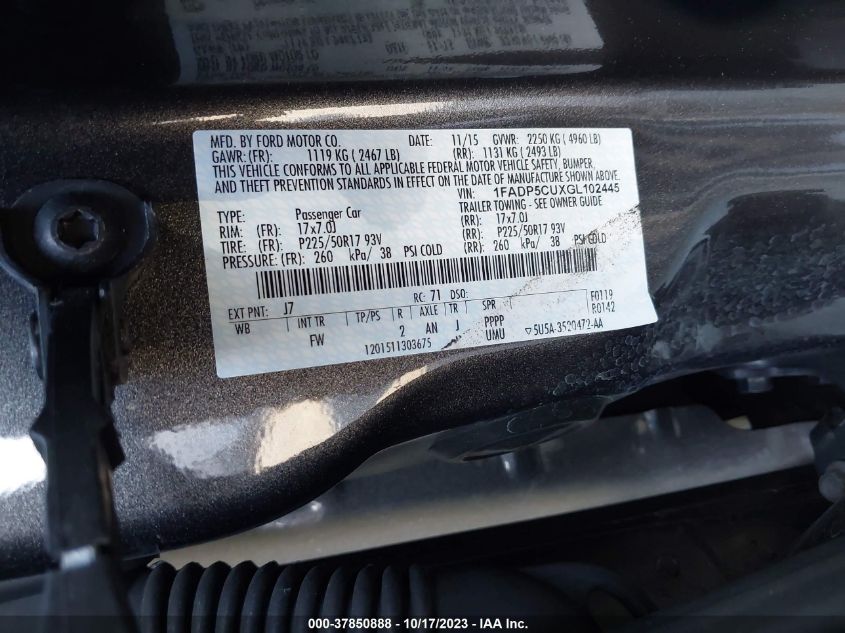 MFD. BY FORD MOTOR CO. DATE: 11/15 GVWR: 2250 KG ( 4960 LB)
GAWR: (FR): 1119 KG ( 2467 LB) (RR): 1131 KG ( 2493 LB)
THIS VEHICLE CONFORMS TO ALL APPLICABLE FEDERAL MOTOR VEHICLE SAFETY, BUMPER,
AND THEFT PREVENTION STANDARDS IN EFFECT ON THE DATE OF MANUFACTURE SHOWN ABOVE.
VIN: 1FADP5CUXGL102445
TYPE: Passenger Car TRAILER TOWING - SEE OWNER GUIDE
RIM: (FR): 17x7.0J (RR): 17x7.0J
TIRE: (FR): P225/50R17 93V (RR): P225/50R17 93V
PRESSURE: (FR): 260 kPa/ 38 PSI COLD (RR): 260 kPa/ 38 PSI COLD
EXT PNT: J7 RC: 71 DSO: F0119
WB INT TR TP/PS R AXLE TR SPR R0142
FW 2 AN J PPPP
1201511303675 UMU ▽5U5A-3520472-AA
000-37850888 - 10/17/2023 - IAA Inc.